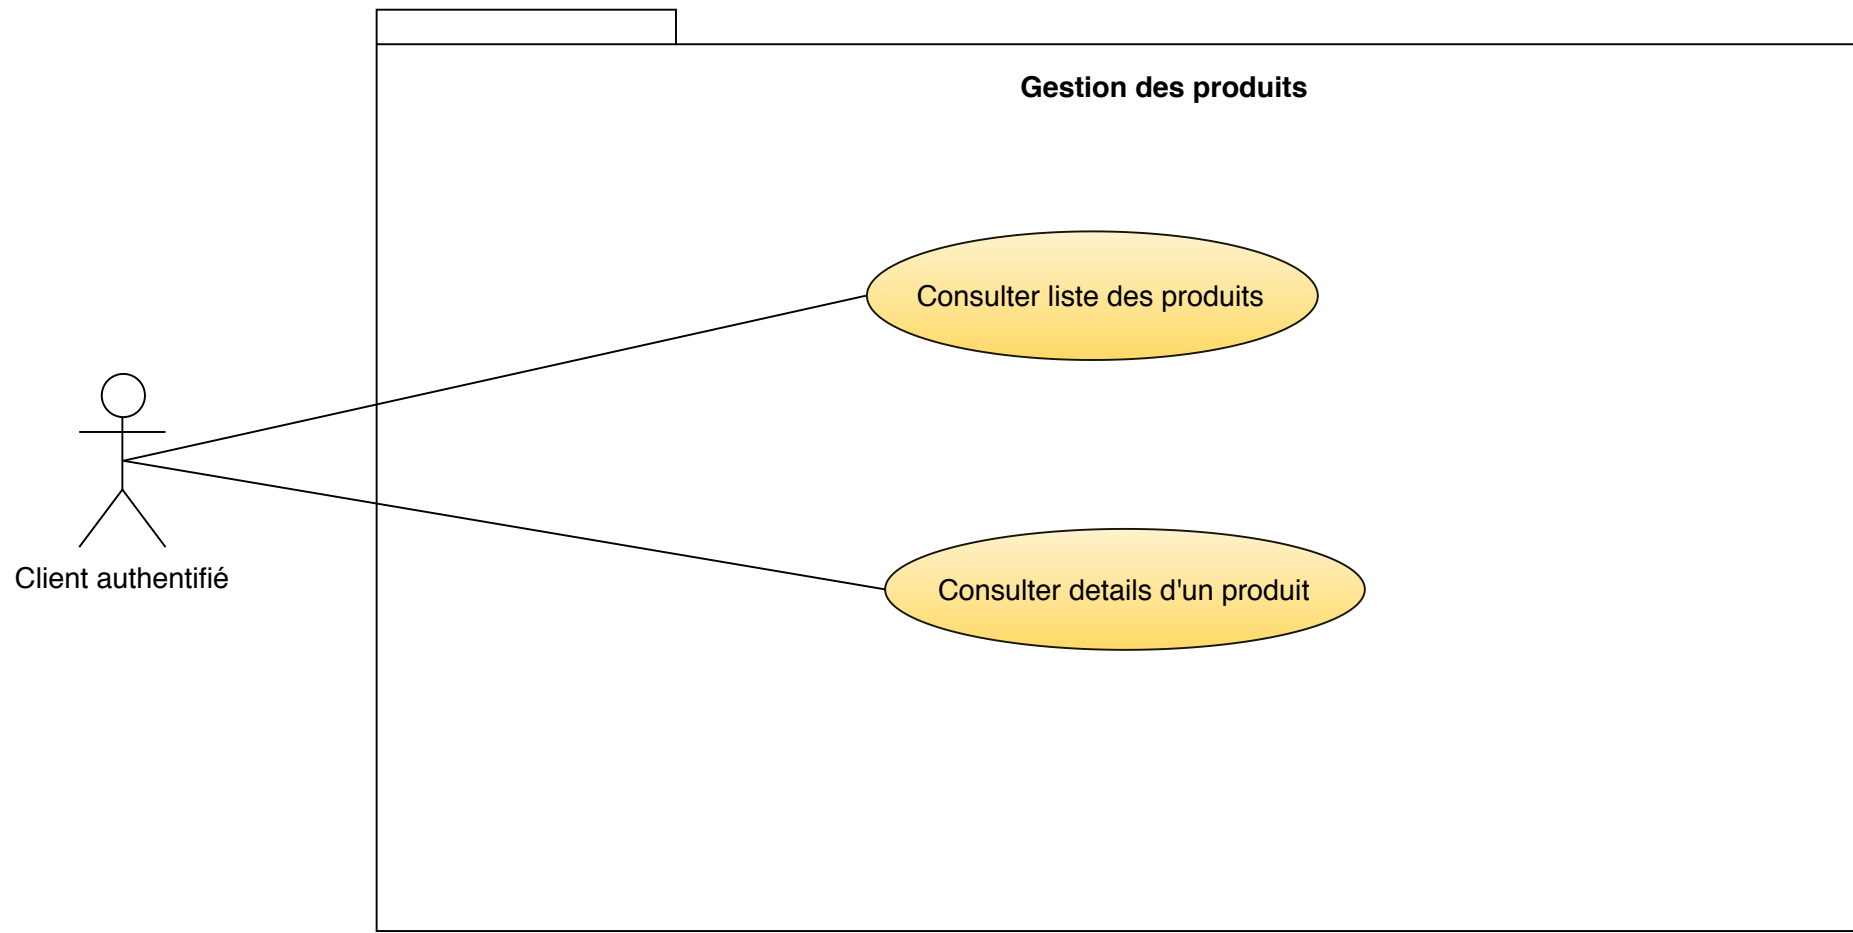 Gestion des produits
Consulter liste des produits
Client authentifié
Consulter details d'un produit